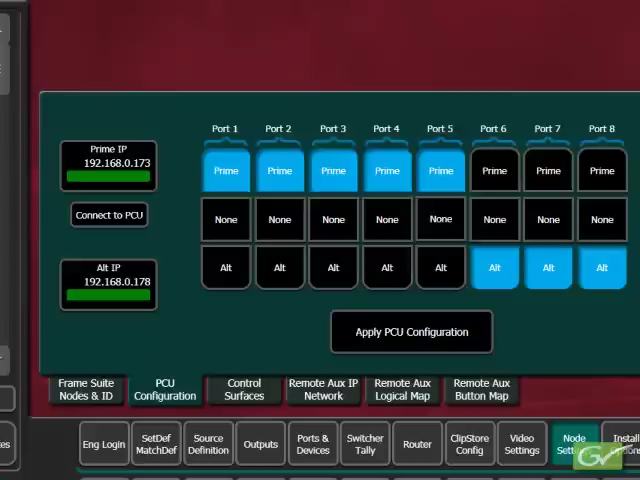 Port 1 Port 2 Port 3 Port 4 Port 5 Port 6 Port 7 Port 8
Prime IP
192.168.0.173
Prime Prime Prime Prime Prime Prime Prime Prime
Connect to PCU
None None None None None None None None
Alt IP
192.168.0.178
Alt Alt Alt Alt Alt Alt Alt Alt
Apply PCU Configuration
Frame Suite
Nodes & ID
PCU
Configuration
Control
Surfaces
Remote Aux IP
Network
Remote Aux
Logical Map
Remote Aux
Button Map
Eng Login
SetDef
MatchDef
Source
Definition
Outputs
Ports &
Devices
Switcher
Tally
Router
ClipStore
Config
Video
Settings
Node
Install